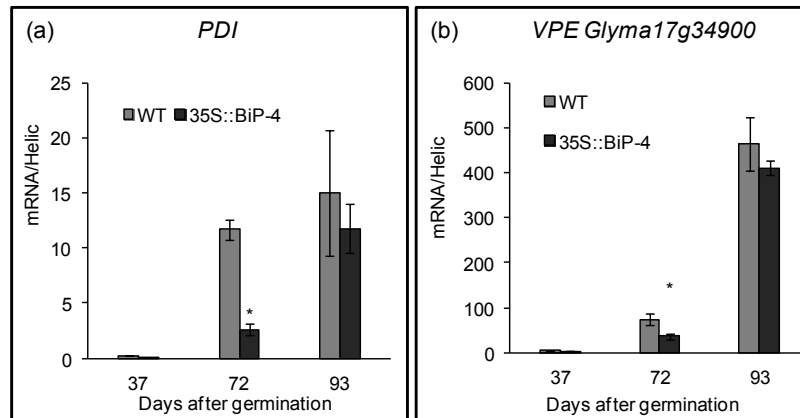 (a) PDI
25
20
15
10
5
0
mRNA/Helic
WT 35S::BiP-4
*
37 72 93
Days after germination
(b) VPE Glyma17g34900
600
500
400
300
200
100
0
mRNA/Helic
WT
35S::BiP-4
*
37 72 93
Days after germination